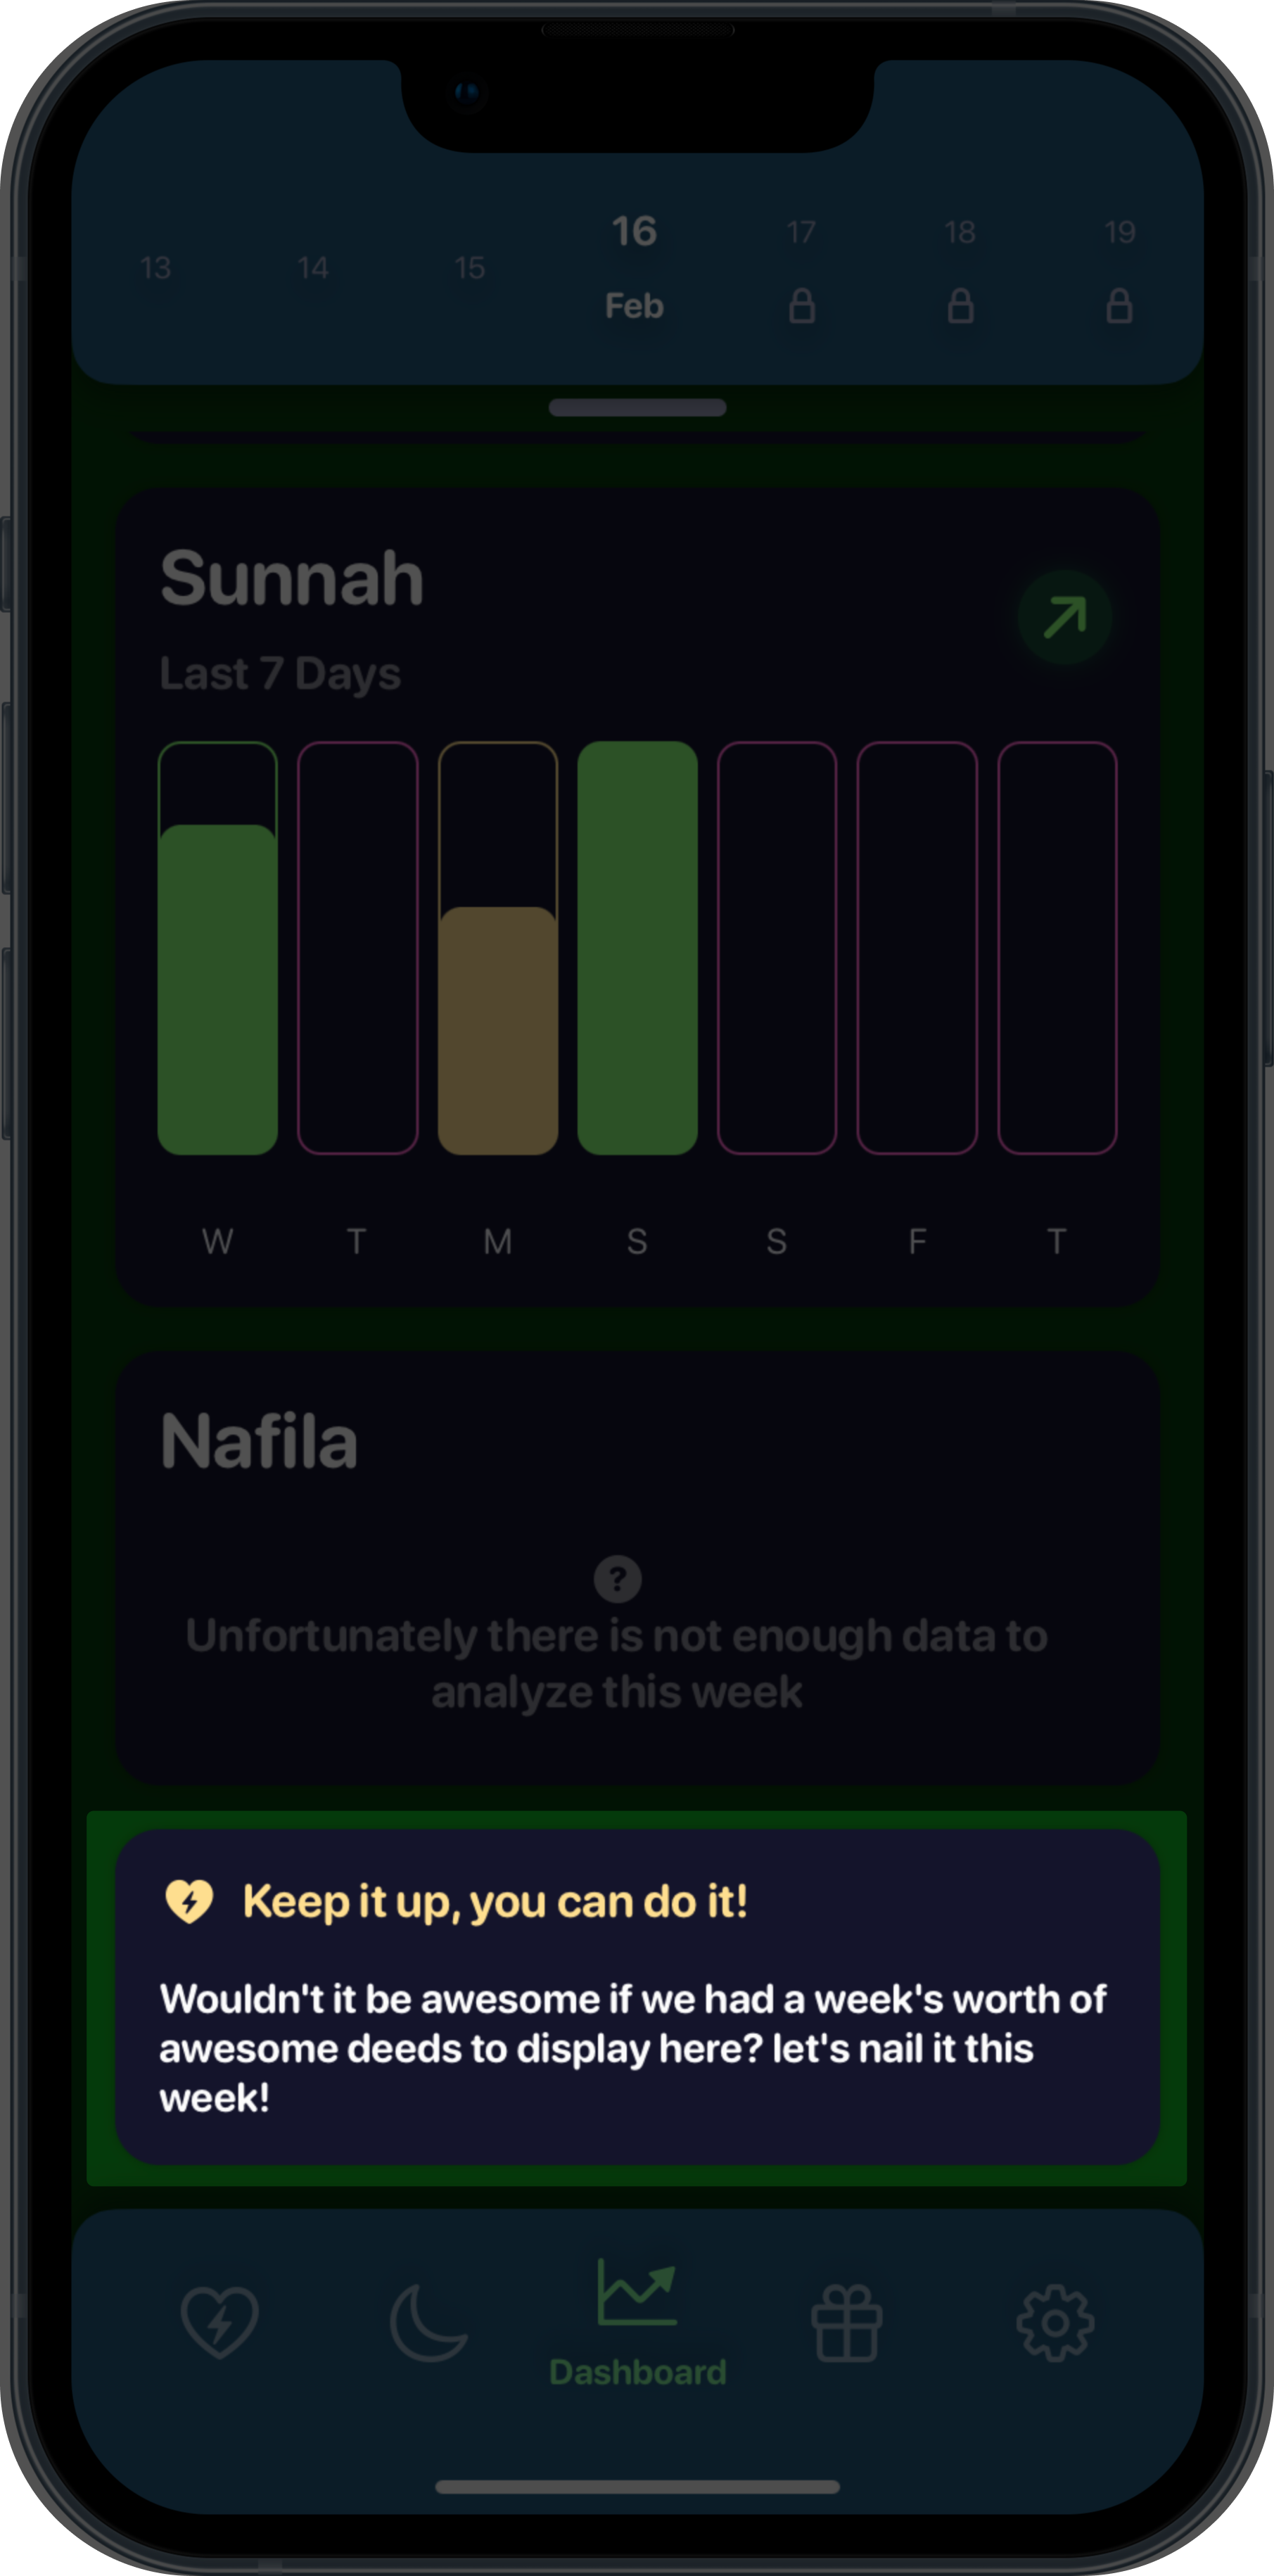 13 14 15 16 17 18 19
Feb
Sunnah
Last 7 Days
W T M S S F T
Nafila
?
Unfortunately there is not enough data to
analyze this week
Keep it up, you can do it!
Wouldn't it be awesome if we had a week's worth of
awesome deeds to display here? let's nail it this
week!
Dashboard